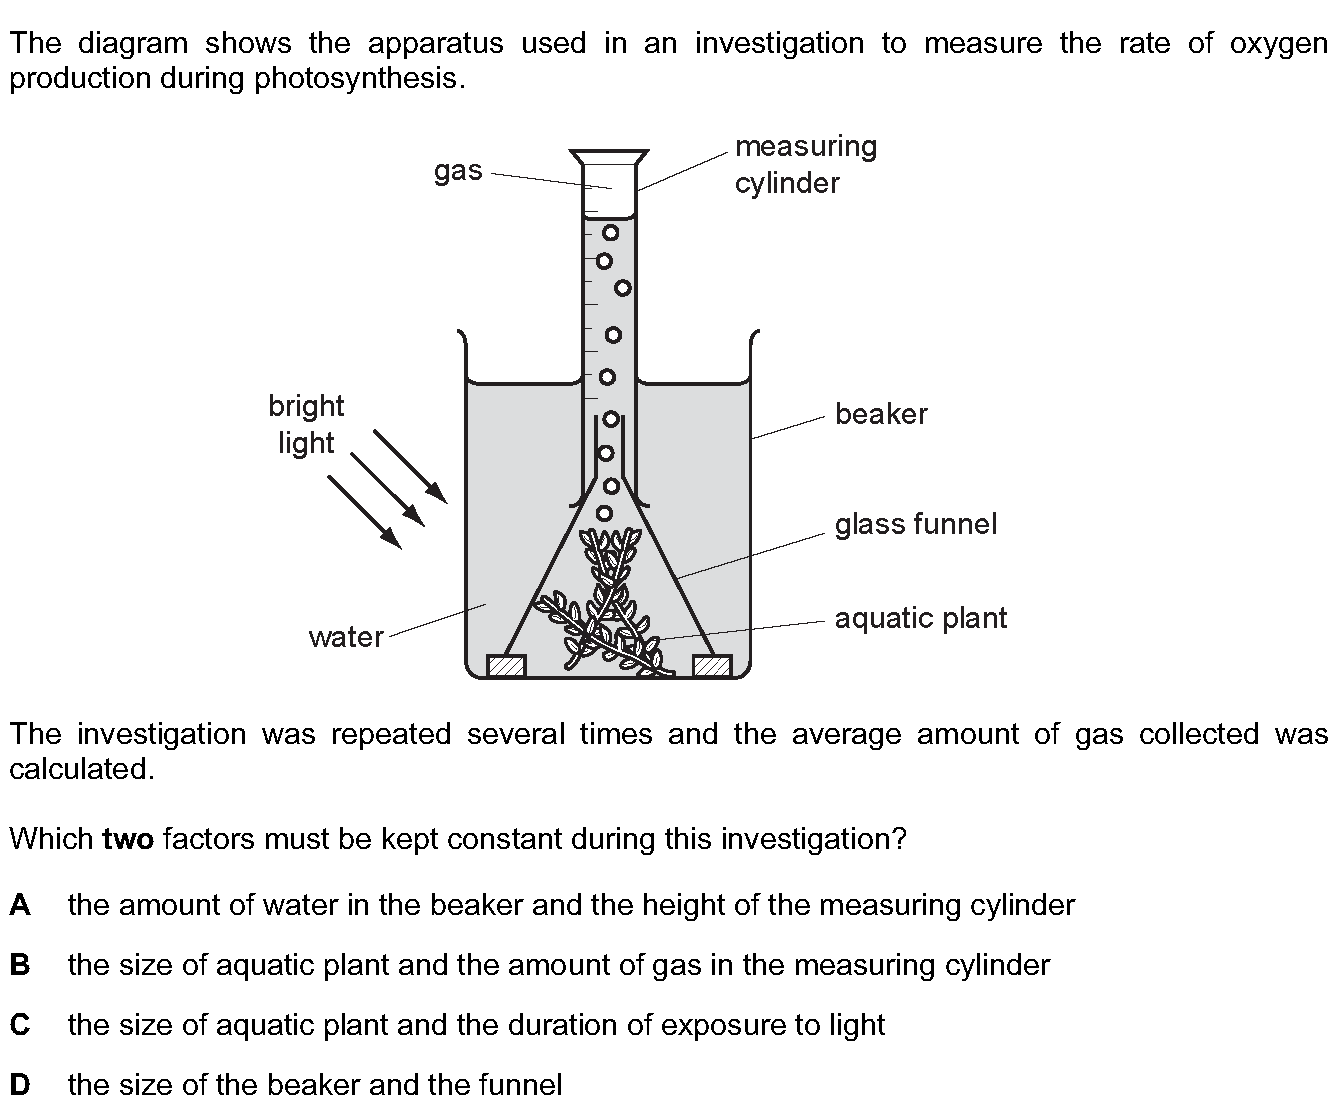 The diagram shows the apparatus used in an investigation to measure the rate of oxygen
production during photosynthesis.
gas
measuring
cylinder
bright
light
beaker
glass funnel
water
aquatic plant
The investigation was repeated several times and the average amount of gas collected was
calculated.
Which two factors must be kept constant during this investigation?
A the amount of water in the beaker and the height of the measuring cylinder
B the size of aquatic plant and the amount of gas in the measuring cylinder
C the size of aquatic plant and the duration of exposure to light
D the size of the beaker and the funnel